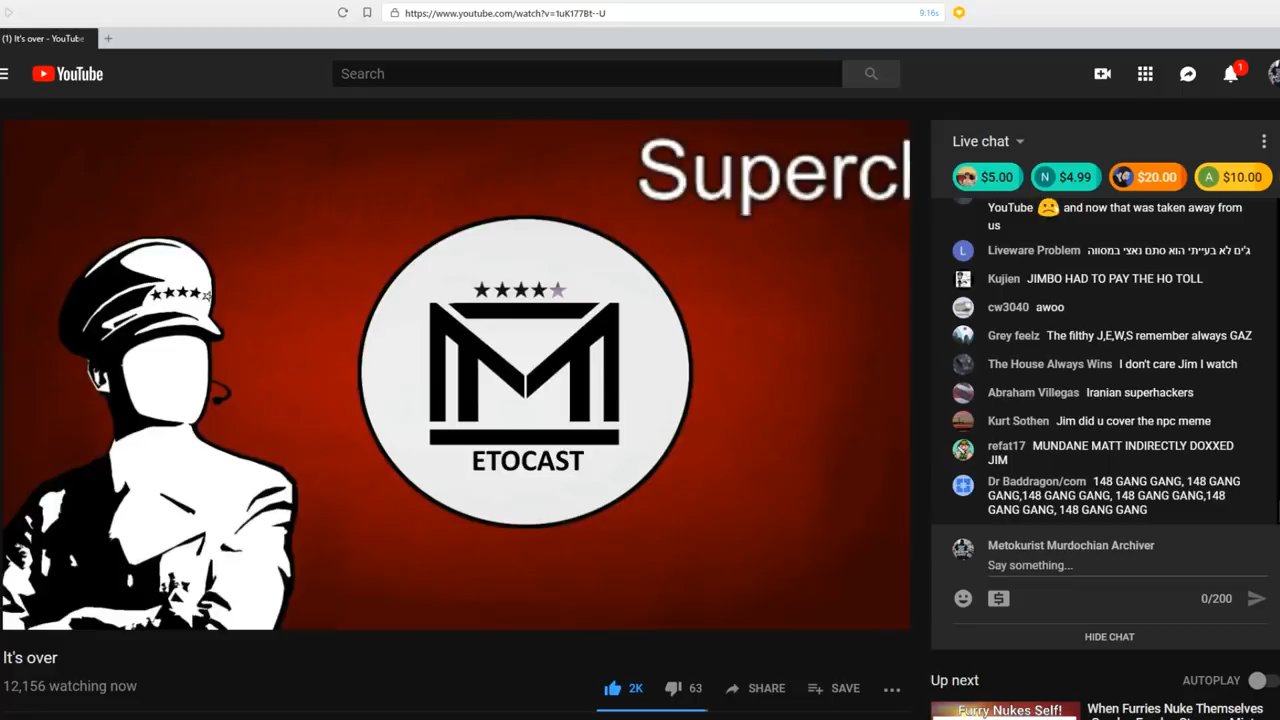 https://www.youtube.com/watch?v=1uK177Bt--U
9.16s
(1) It's over - YouTube
YouTube
Search
1
Live chat
$5.00
N $4.99
$20.00
A $10.00
ETOCAST
YouTube and now that was taken away from
us
L Liveware Problem ג'ים לא בעייתי הוא סתם נאצי במסווה
Kujien JIMBO HAD TO PAY THE HO TOLL
cw3040 awoo
Grey feelz The filthy J,E,W,S remember always GAZ
The House Always Wins I don't care Jim I watch
Abraham Villegas Iranian superhackers
Kurt Sothen Jim did u cover the npc meme
refat17 MUNDANE MATT INDIRECTLY DOXXED
JIM
Dr Baddragon/com 148 GANG GANG, 148 GANG
GANG,148 GANG GANG, 148 GANG GANG,148
GANG GANG, 148 GANG GANG
Metokurist Murdochian Archiver
Say something...
0/200
HIDE CHAT
It's over
12,156 watching now
2K
63
SHARE
SAVE
Up next
AUTOPLAY
Furry Nukes Self!
When Furries Nuke Themselves